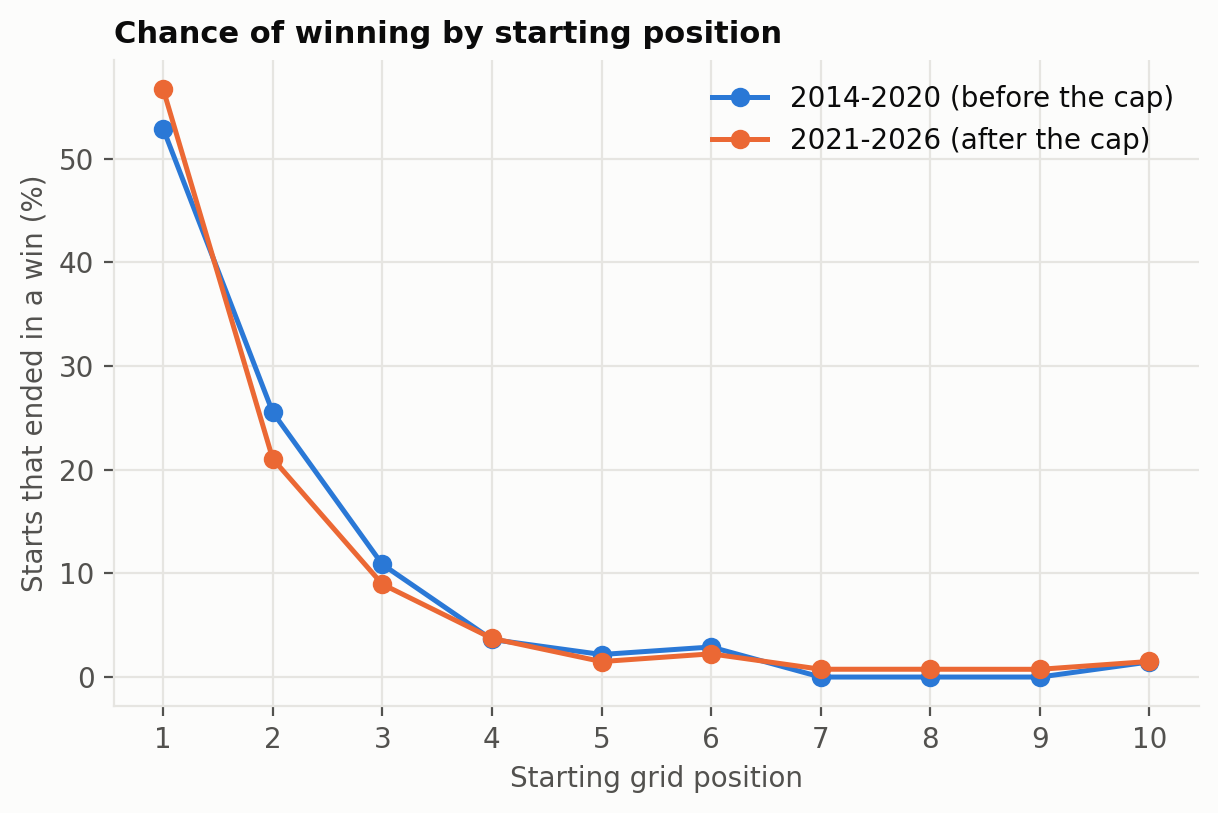 Chance of winning by starting position
2014-2020 (before the cap)
2021-2026 (after the cap)
Starts that ended in a win (%)
50
40
30
20
10
0
1 2 3 4 5 6 7 8 9 10
Starting grid position